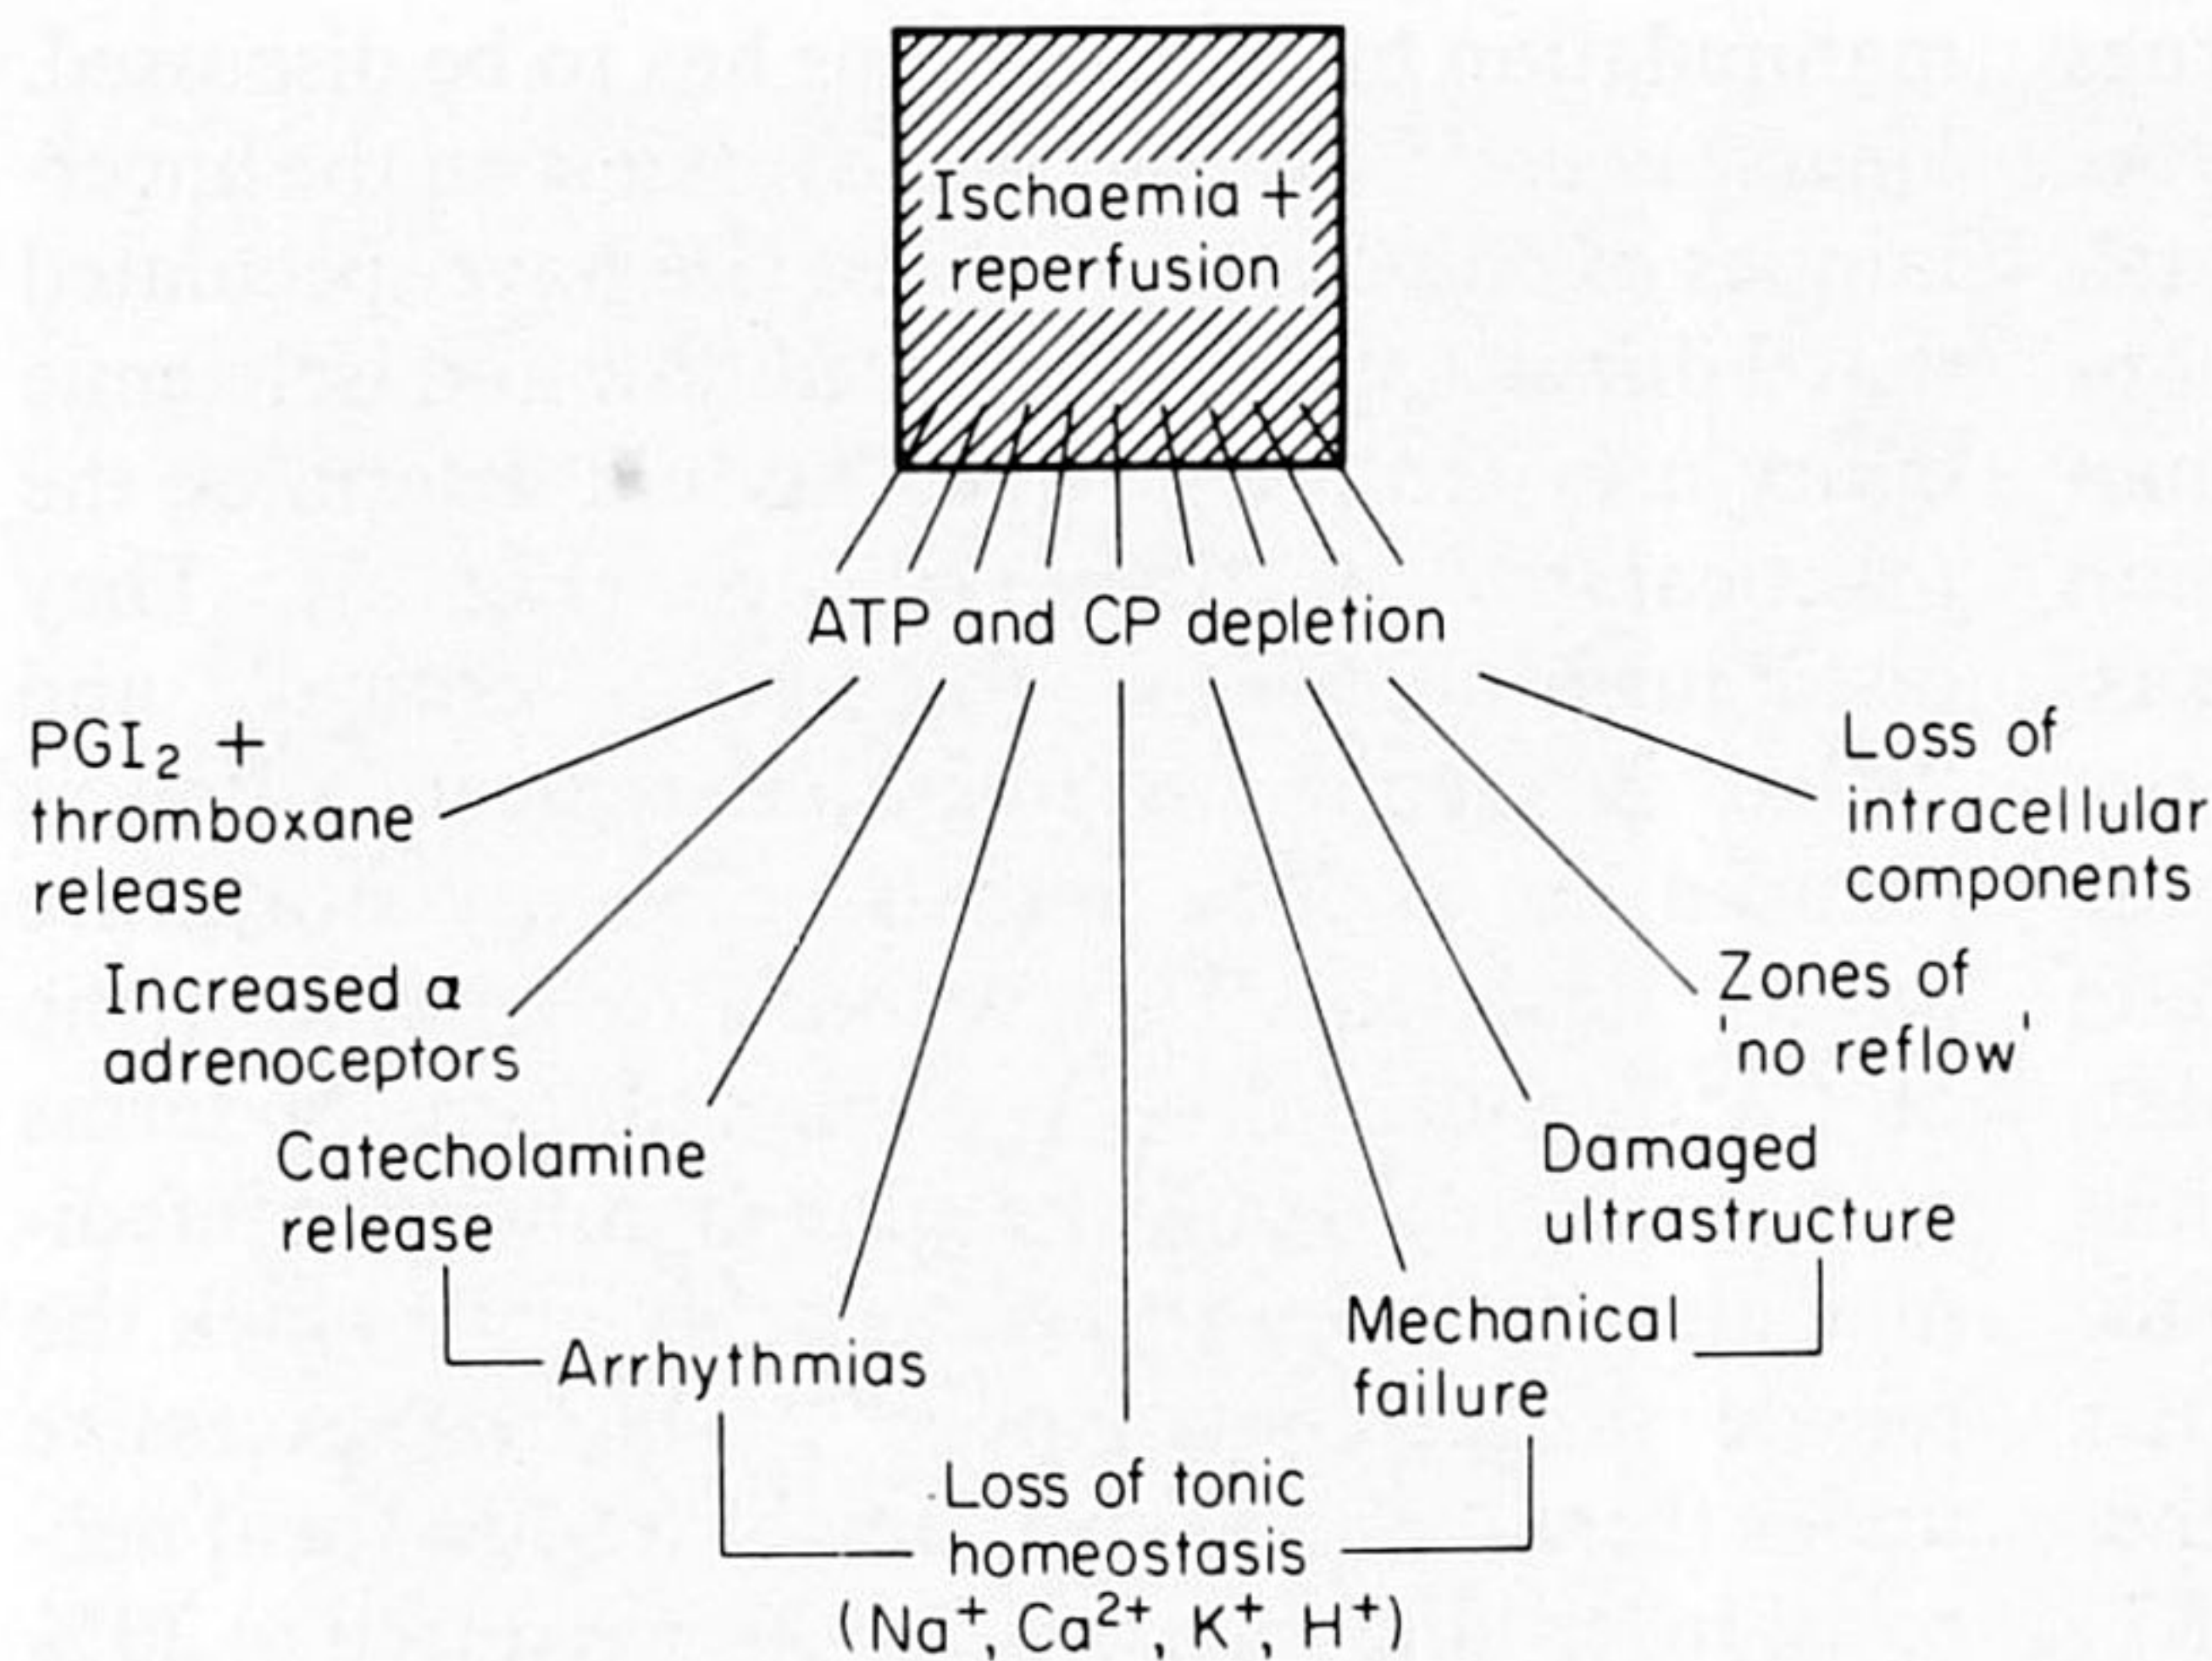 Ischaemia +
reperfusion
ATP and CP depletion
PGI₂ +
thromboxane
release
Increased α
adrenoceptors
Catecholamine
release
Arrhythmias
Loss of tonic
homeostasis
(Na⁺, Ca²⁺, K⁺, H⁺)
Mechanical
failure
Damaged
ultrastructure
Zones of
'no reflow'
Loss of
intracellular
components